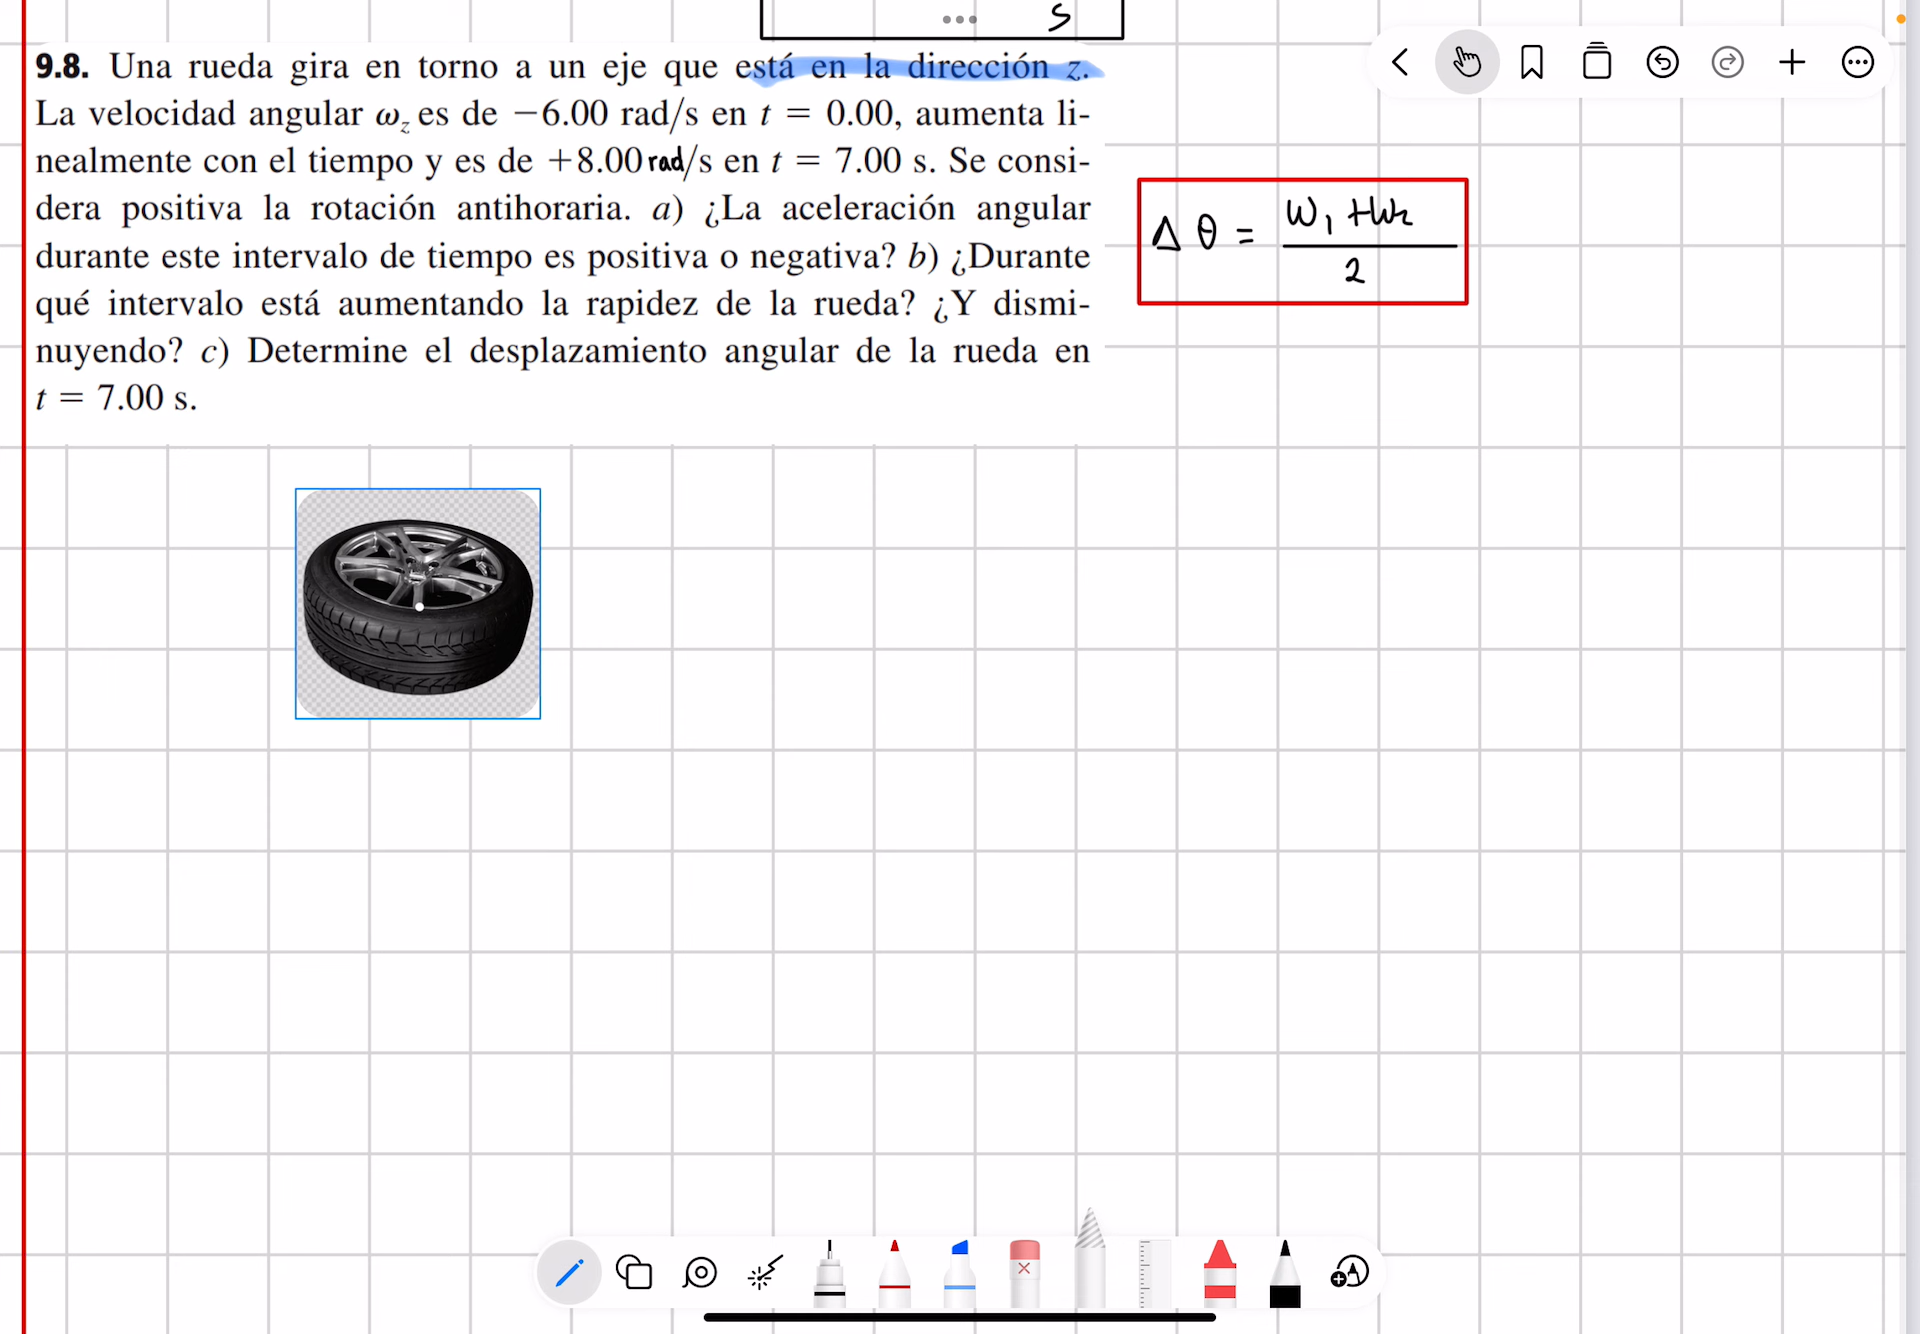 s
9.8. Una rueda gira en torno a un eje que está en la dirección z.
La velocidad angular ωz es de −6.00 rad/s en t = 0.00, aumenta li-
nealmente con el tiempo y es de +8.00 rad/s en t = 7.00 s. Se consi-
dera positiva la rotación antihoraria. a) ¿La aceleración angular
durante este intervalo de tiempo es positiva o negativa? b) ¿Durante
qué intervalo está aumentando la rapidez de la rueda? ¿Y dismi-
nuyendo? c) Determine el desplazamiento angular de la rueda en
t = 7.00 s.
Δθ = W₁ + W₂
2